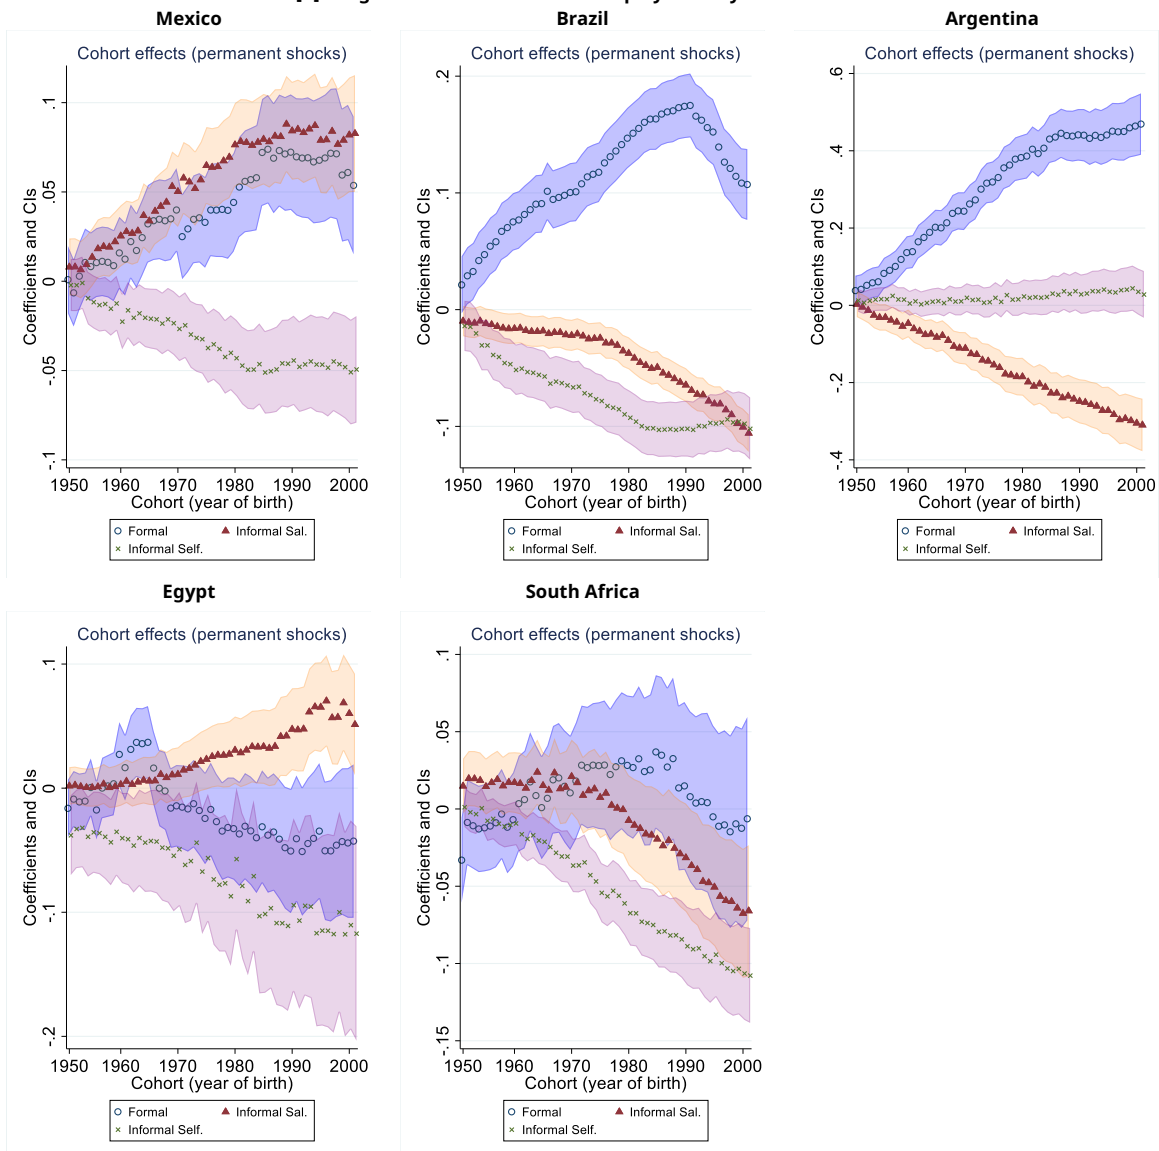 Mexico
Brazil
Argentina
Cohort effects (permanent shocks)
Coefficients and CIs
.1
.05
0
-.05
-.1
1950 1960 1970 1980 1990 2000
Cohort (year of birth)
Formal
Informal Sal.
Informal Self.
Cohort effects (permanent shocks)
Coefficients and CIs
.2
.1
0
-.1
1950 1960 1970 1980 1990 2000
Cohort (year of birth)
Formal
Informal Sal.
Informal Self.
Cohort effects (permanent shocks)
Coefficients and CIs
.6
.4
.2
0
-.2
-.4
1950 1960 1970 1980 1990 2000
Cohort (year of birth)
Formal
Informal Sal.
Informal Self.
Egypt
South Africa
Cohort effects (permanent shocks)
Coefficients and CIs
.1
0
-.1
-.2
1950 1960 1970 1980 1990 2000
Cohort (year of birth)
Formal
Informal Sal.
Informal Self.
Cohort effects (permanent shocks)
Coefficients and CIs
.1
.05
0
-.05
-.1
-.15
1950 1960 1970 1980 1990 2000
Cohort (year of birth)
Formal
Informal Sal.
Informal Self.